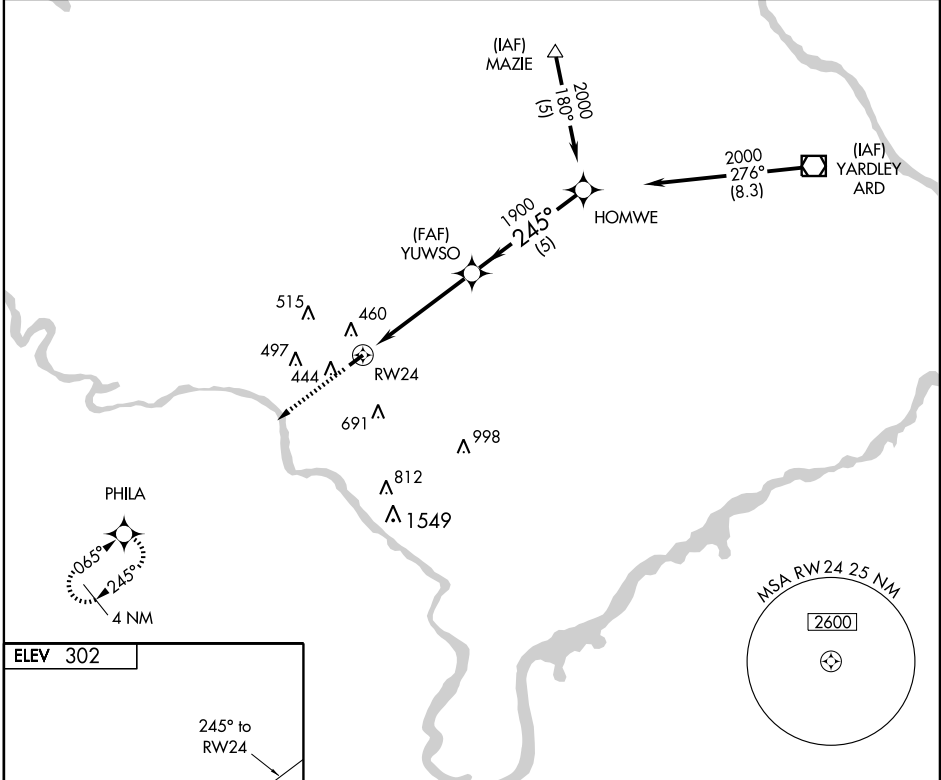 (IAF)
MAZIE
2000
180°
(5)
2000
276°
(8.3)
(IAF)
YARDLEY
ARD
HOMWE
1900
245°
(5)
(FAF)
YUWSO
515
460
497
444
RW24
691
998
812
1549
PHILA
065°
245°
4 NM
MSA RW 24 25 NM
2600
ELEV 302
245° to
RW24